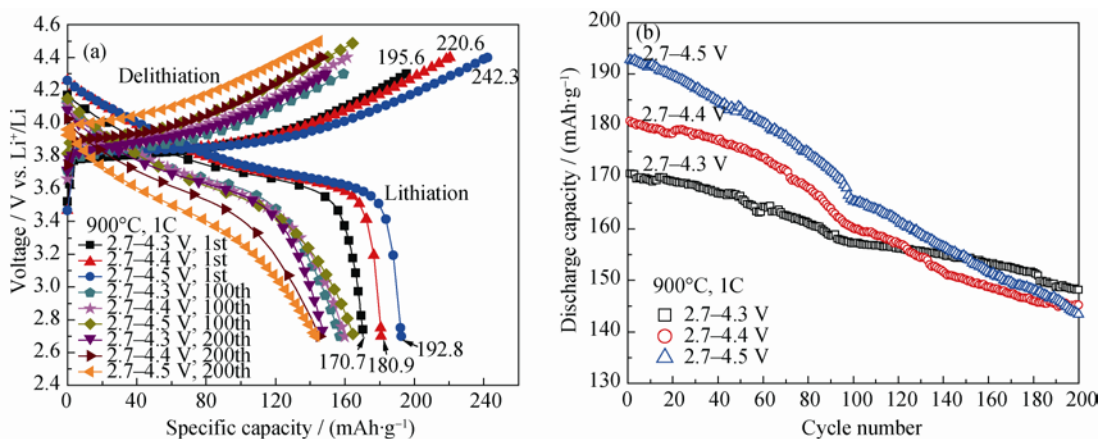 (a)
4.6
4.4
4.2
4.0
3.8
3.6
3.4
3.2
3.0
2.8
2.6
2.4
Voltage / V vs. Li⁺/Li
Delithiation
195.6
220.6
242.3
Lithiation
900°C, 1C
2.7–4.3 V, 1st
2.7–4.4 V, 1st
2.7–4.5 V, 1st
2.7–4.3 V, 100th
2.7–4.4 V, 100th
2.7–4.5 V, 100th
2.7–4.3 V, 200th
2.7–4.4 V, 200th
2.7–4.5 V, 200th
170.7
180.9
192.8
0 40 80 120 160 200 240
Specific capacity / (mAh·g⁻¹)
(b)
200
190
180
170
160
150
140
130
Discharge capacity / (mAh·g⁻¹)
2.7–4.5 V
2.7–4.4 V
2.7–4.3 V
900°C, 1C
2.7–4.3 V
2.7–4.4 V
2.7–4.5 V
0 20 40 60 80 100 120 140 160 180 200
Cycle number